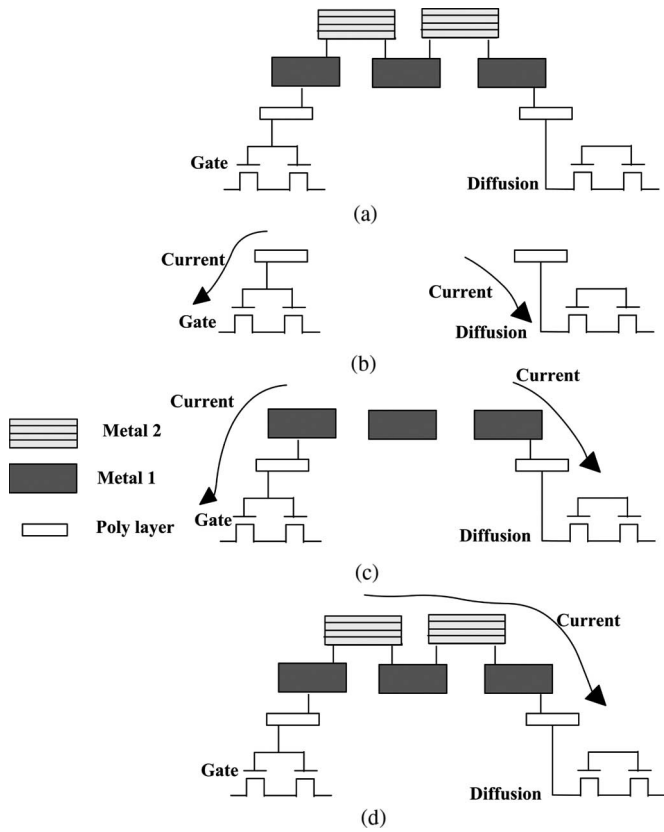 Gate
Diffusion
(a)
Current
Current
Gate
Diffusion
(b)
Current
Current
Metal 2
Metal 1
Poly layer
Gate
Diffusion
(c)
Current
Gate
Diffusion
(d)